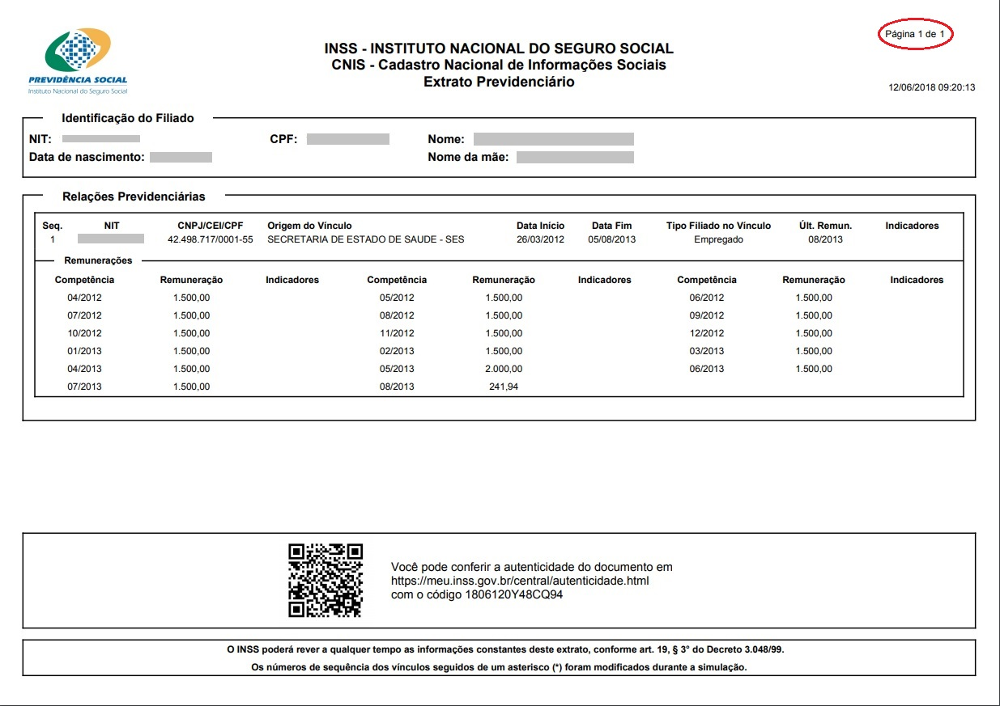 Página 1 de 1
INSS - INSTITUTO NACIONAL DO SEGURO SOCIAL
CNIS - Cadastro Nacional de Informações Sociais
Extrato Previdenciário
PREVIDÊNCIA SOCIAL
Instituto Nacional do Seguro Social
12/06/2018 09:20:13
Identificação do Filiado
NIT: CPF: Nome:
Data de nascimento: Nome da mãe:
Relações Previdenciárias
Seq. NIT CNPJ/CEI/CPF Origem do Vínculo Data Início Data Fim Tipo Filiado no Vínculo Últ. Remun. Indicadores
1 42.498.717/0001-55 SECRETARIA DE ESTADO DE SAUDE - SES 26/03/2012 05/08/2013 Empregado 08/2013
Remunerações
Competência Remuneração Indicadores Competência Remuneração Indicadores Competência Remuneração Indicadores
04/2012 1.500,00 05/2012 1.500,00 06/2012 1.500,00
07/2012 1.500,00 08/2012 1.500,00 09/2012 1.500,00
10/2012 1.500,00 11/2012 1.500,00 12/2012 1.500,00
01/2013 1.500,00 02/2013 1.500,00 03/2013 1.500,00
04/2013 1.500,00 05/2013 2.000,00 06/2013 1.500,00
07/2013 1.500,00 08/2013 241,94
Você pode conferir a autenticidade do documento em
https://meu.inss.gov.br/central/autenticidade.html
com o código 1806120Y48CQ94
O INSS poderá rever a qualquer tempo as informações constantes deste extrato, conforme art. 19, § 3° do Decreto 3.048/99.
Os números de sequência dos vínculos seguidos de um asterisco (*) foram modificados durante a simulação.